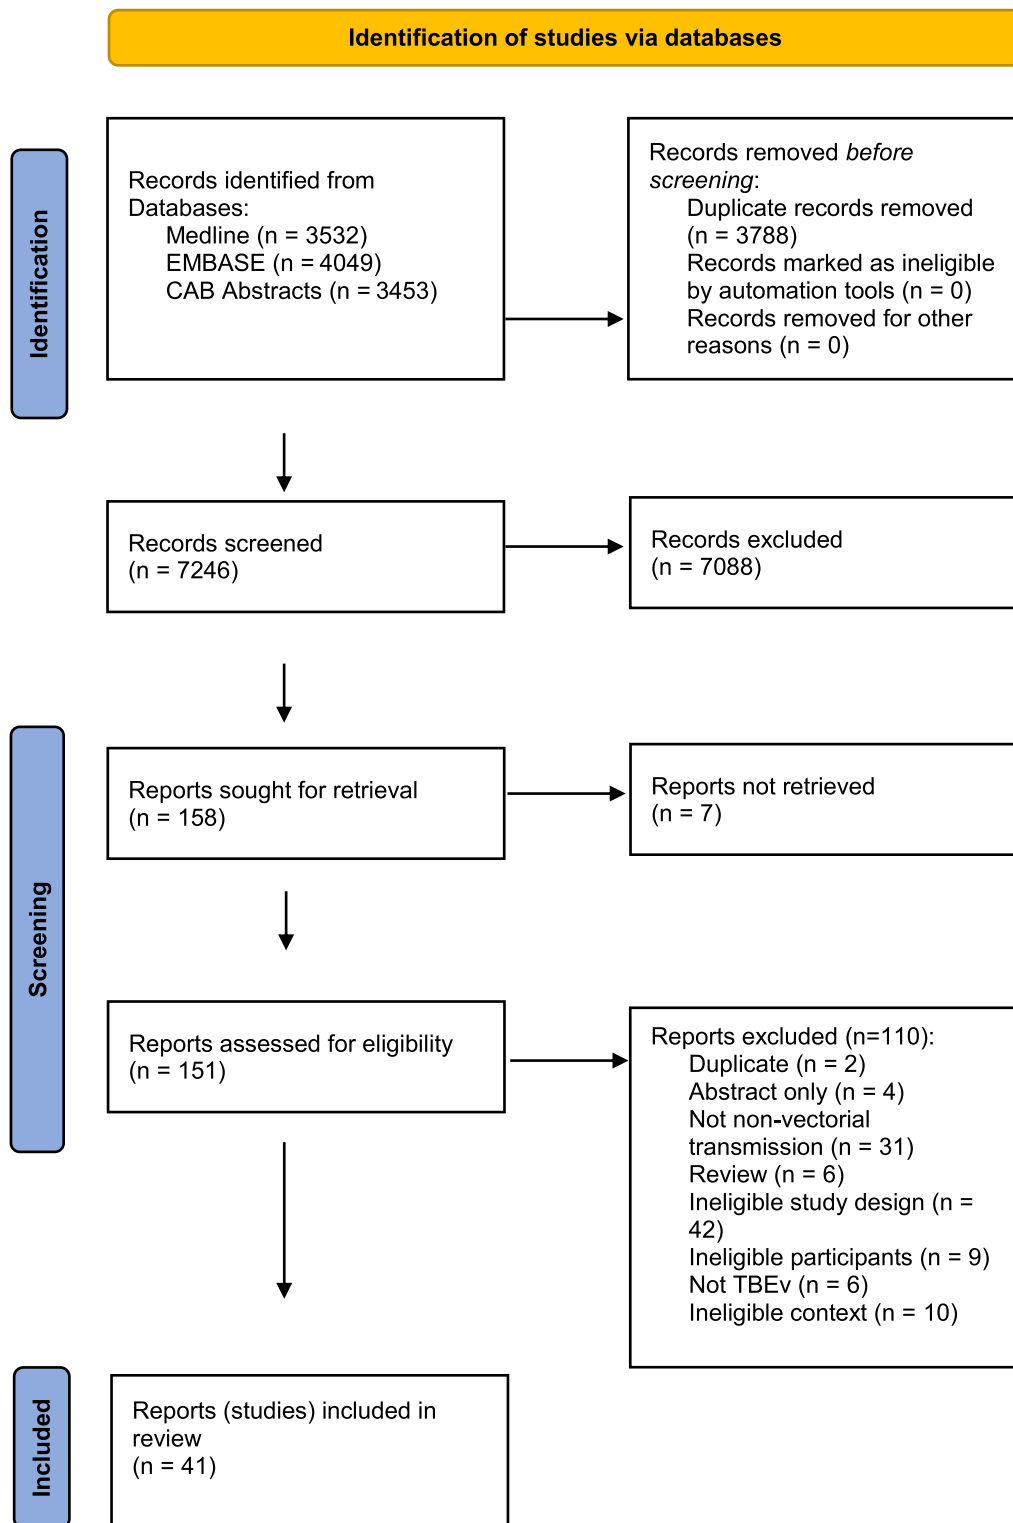 Identification of studies via databases
Identification
Records identified from
Databases:
Medline (n = 3532)
EMBASE (n = 4049)
CAB Abstracts (n = 3453)
Records removed before
screening:
Duplicate records removed
(n = 3788)
Records marked as ineligible
by automation tools (n = 0)
Records removed for other
reasons (n = 0)
Records screened
(n = 7246)
Records excluded
(n = 7088)
Screening
Reports sought for retrieval
(n = 158)
Reports not retrieved
(n = 7)
Reports assessed for eligibility
(n = 151)
Reports excluded (n=110):
Duplicate (n = 2)
Abstract only (n = 4)
Not non-vectorial
transmission (n = 31)
Review (n = 6)
Ineligible study design (n =
42)
Ineligible participants (n = 9)
Not TBEv (n = 6)
Ineligible context (n = 10)
Included
Reports (studies) included in
review
(n = 41)